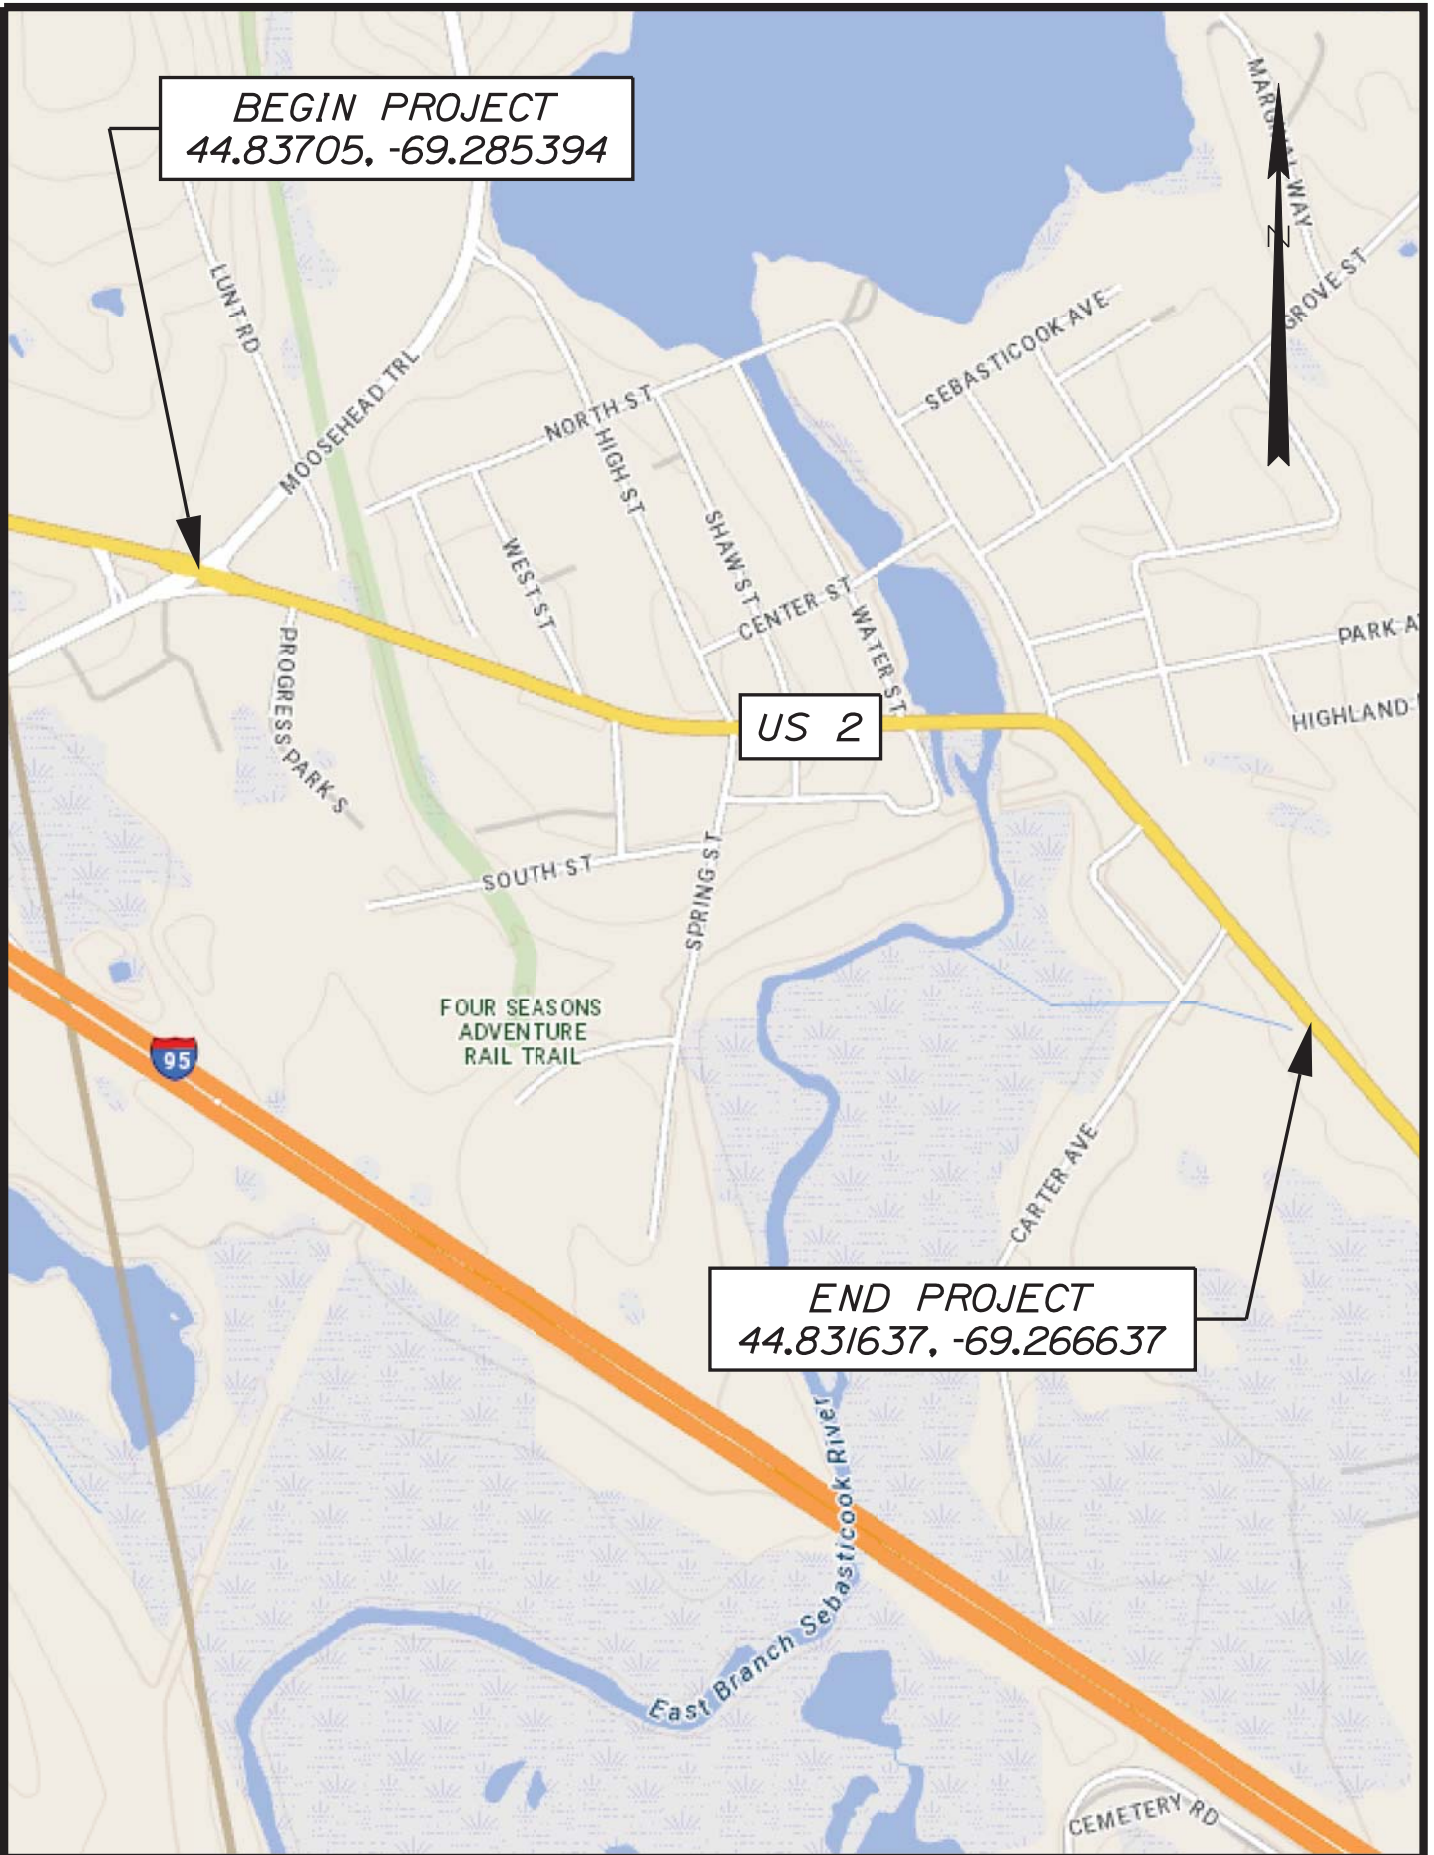 BEGIN PROJECT
44.83705, -69.285394
MARGINAL WAY
N
GROVE ST
LUNT RD
MOOSEHEAD TRL
SEBASTICOOK AVE
NORTH ST
HIGH ST
SHAW ST
WEST ST
CENTER ST
WATER ST
PARK A
HIGHLAND
PROGRESS PARK S
US 2
SOUTH ST
SPRING ST
FOUR SEASONS
ADVENTURE
RAIL TRAIL
95
CARTER AVE
END PROJECT
44.831637, -69.266637
East Branch Sebasticook River
CEMETERY RD